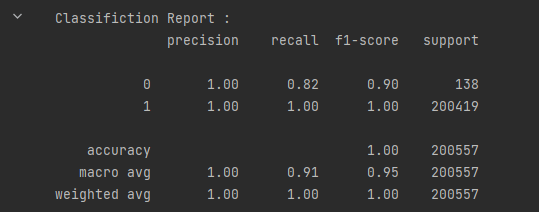 Classifiction Report :
precision recall f1-score support
0 1.00 0.82 0.90 138
1 1.00 1.00 1.00 200419
accuracy 1.00 200557
macro avg 1.00 0.91 0.95 200557
weighted avg 1.00 1.00 1.00 200557